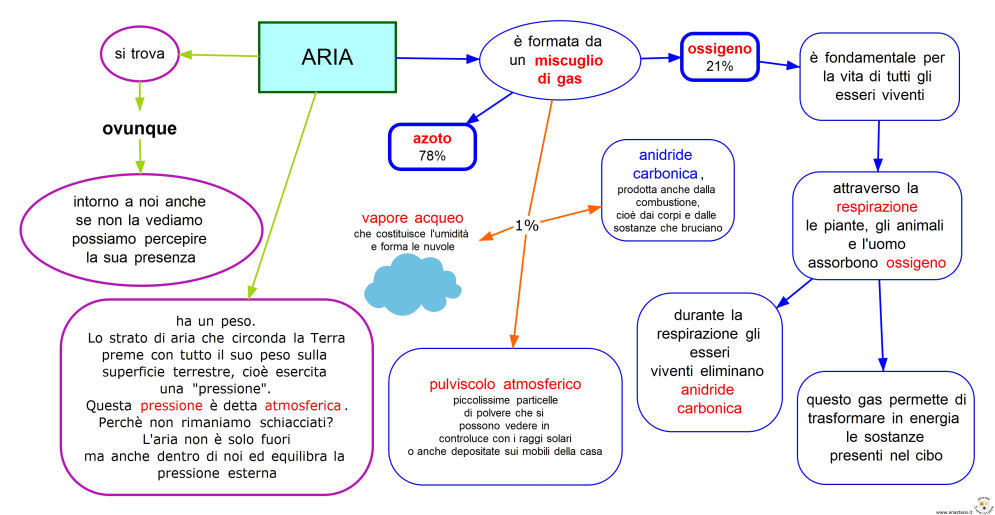 ARIA
si trova
ovunque
intorno a noi anche
se non la vediamo
possiamo percepire
la sua presenza
ha un peso.
Lo strato di aria che circonda la Terra
preme con tutto il suo peso sulla
superficie terrestre, cioè esercita
una "pressione".
Questa pressione è detta atmosferica.
Perchè non rimaniamo schiacciati?
L'aria non è solo fuori
ma anche dentro di noi ed equilibra la
pressione esterna
è formata da
un miscuglio
di gas
azoto
78%
ossigeno
21%
1%
vapore acqueo
che costituisce l'umidità
e forma le nuvole
anidride
carbonica,
prodotta anche dalla
combustione,
cioè dai corpi e dalle
sostanze che bruciano
pulviscolo atmosferico
piccolissime particelle
di polvere che si
possono vedere in
controluce con i raggi solari
o anche depositate sui mobili della casa
è fondamentale per
la vita di tutti gli
esseri viventi
attraverso la
respirazione
le piante, gli animali
e l'uomo
assorbono ossigeno
durante la
respirazione gli
esseri
viventi eliminano
anidride
carbonica
questo gas permette di
trasformare in energia
le sostanze
presenti nel cibo
www.anastasis.it